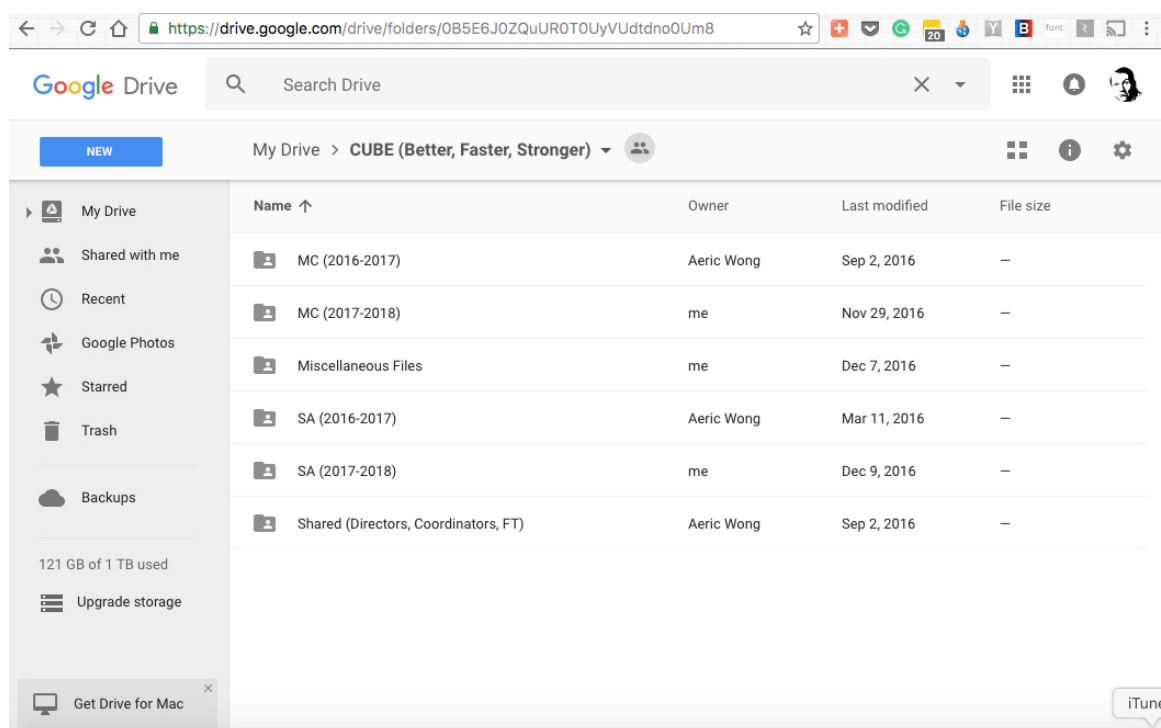 https://drive.google.com/drive/folders/0B5E6J0ZQuUR0T0UyVUdtdno0Um8
20
Y
B
font
Google Drive
Search Drive
NEW
My Drive > CUBE (Better, Faster, Stronger)
My Drive
Shared with me
Recent
Google Photos
Starred
Trash
Backups
121 GB of 1 TB used
Upgrade storage
Get Drive for Mac
Name Owner Last modified File size
MC (2016-2017) Aeric Wong Sep 2, 2016 —
MC (2017-2018) me Nov 29, 2016 —
Miscellaneous Files me Dec 7, 2016 —
SA (2016-2017) Aeric Wong Mar 11, 2016 —
SA (2017-2018) me Dec 9, 2016 —
Shared (Directors, Coordinators, FT) Aeric Wong Sep 2, 2016 —
iTune